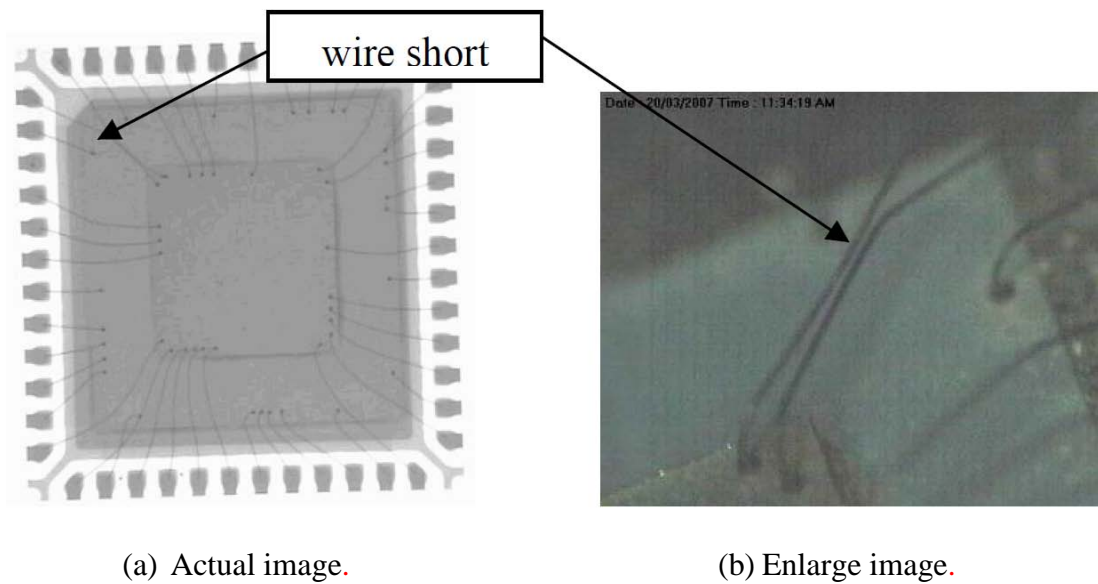 wire short
Date : 20/03/2007 Time : 11:34:19 AM
(a) Actual image.
(b) Enlarge image.